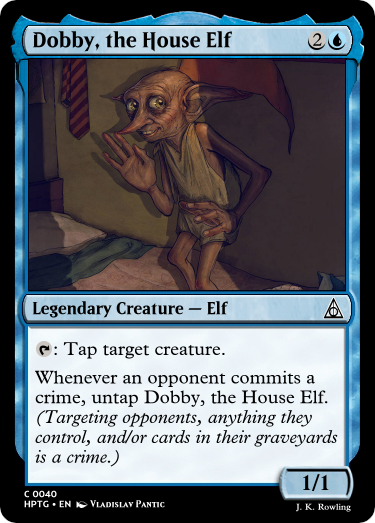 Dobby, the House Elf 2
Legendary Creature — Elf
: Tap target creature.
Whenever an opponent commits a
crime, untap Dobby, the House Elf.
(Targeting opponents, anything they
control, and/or cards in their graveyards
is a crime.)
1/1
C 0040
HPTG • EN Vladislav Pantic
J. K. Rowling